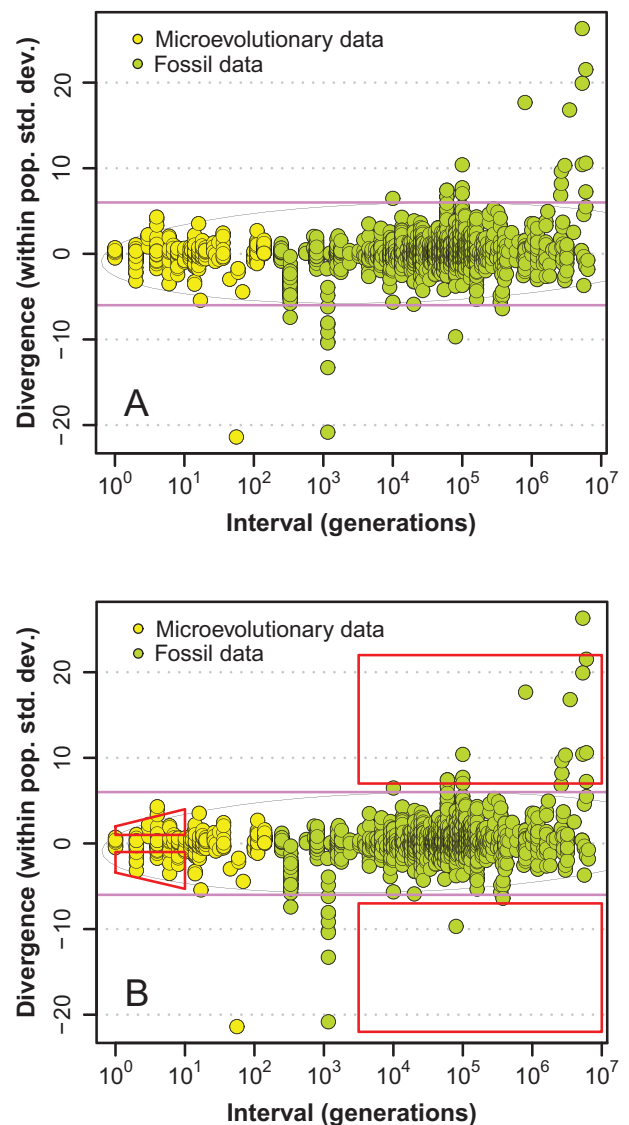 Microevolutionary data
Fossil data
20
10
0
−10
−20
Divergence (within pop. std. dev.)
A
10^0 10^1 10^2 10^3 10^4 10^5 10^6 10^7
Interval (generations)
Microevolutionary data
Fossil data
20
10
0
−10
−20
Divergence (within pop. std. dev.)
B
10^0 10^1 10^2 10^3 10^4 10^5 10^6 10^7
Interval (generations)